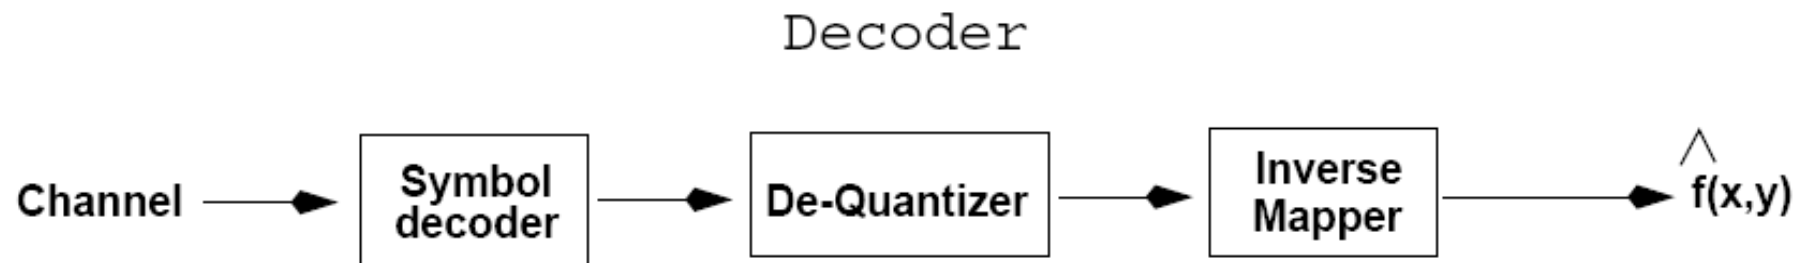 Decoder
Channel
Symbol
decoder
De-Quantizer
Inverse
Mapper
^
f(x,y)